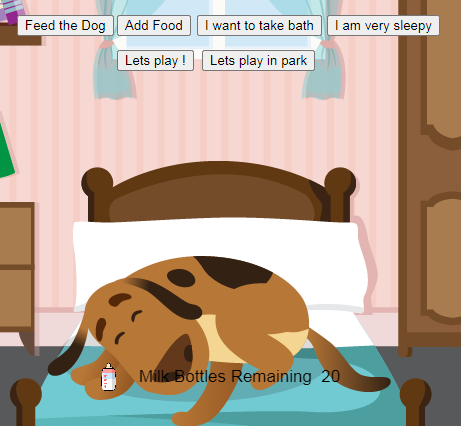 Feed the Dog Add Food I want to take bath I am very sleepy
Lets play ! Lets play in park
Milk Bottles Remaining 20